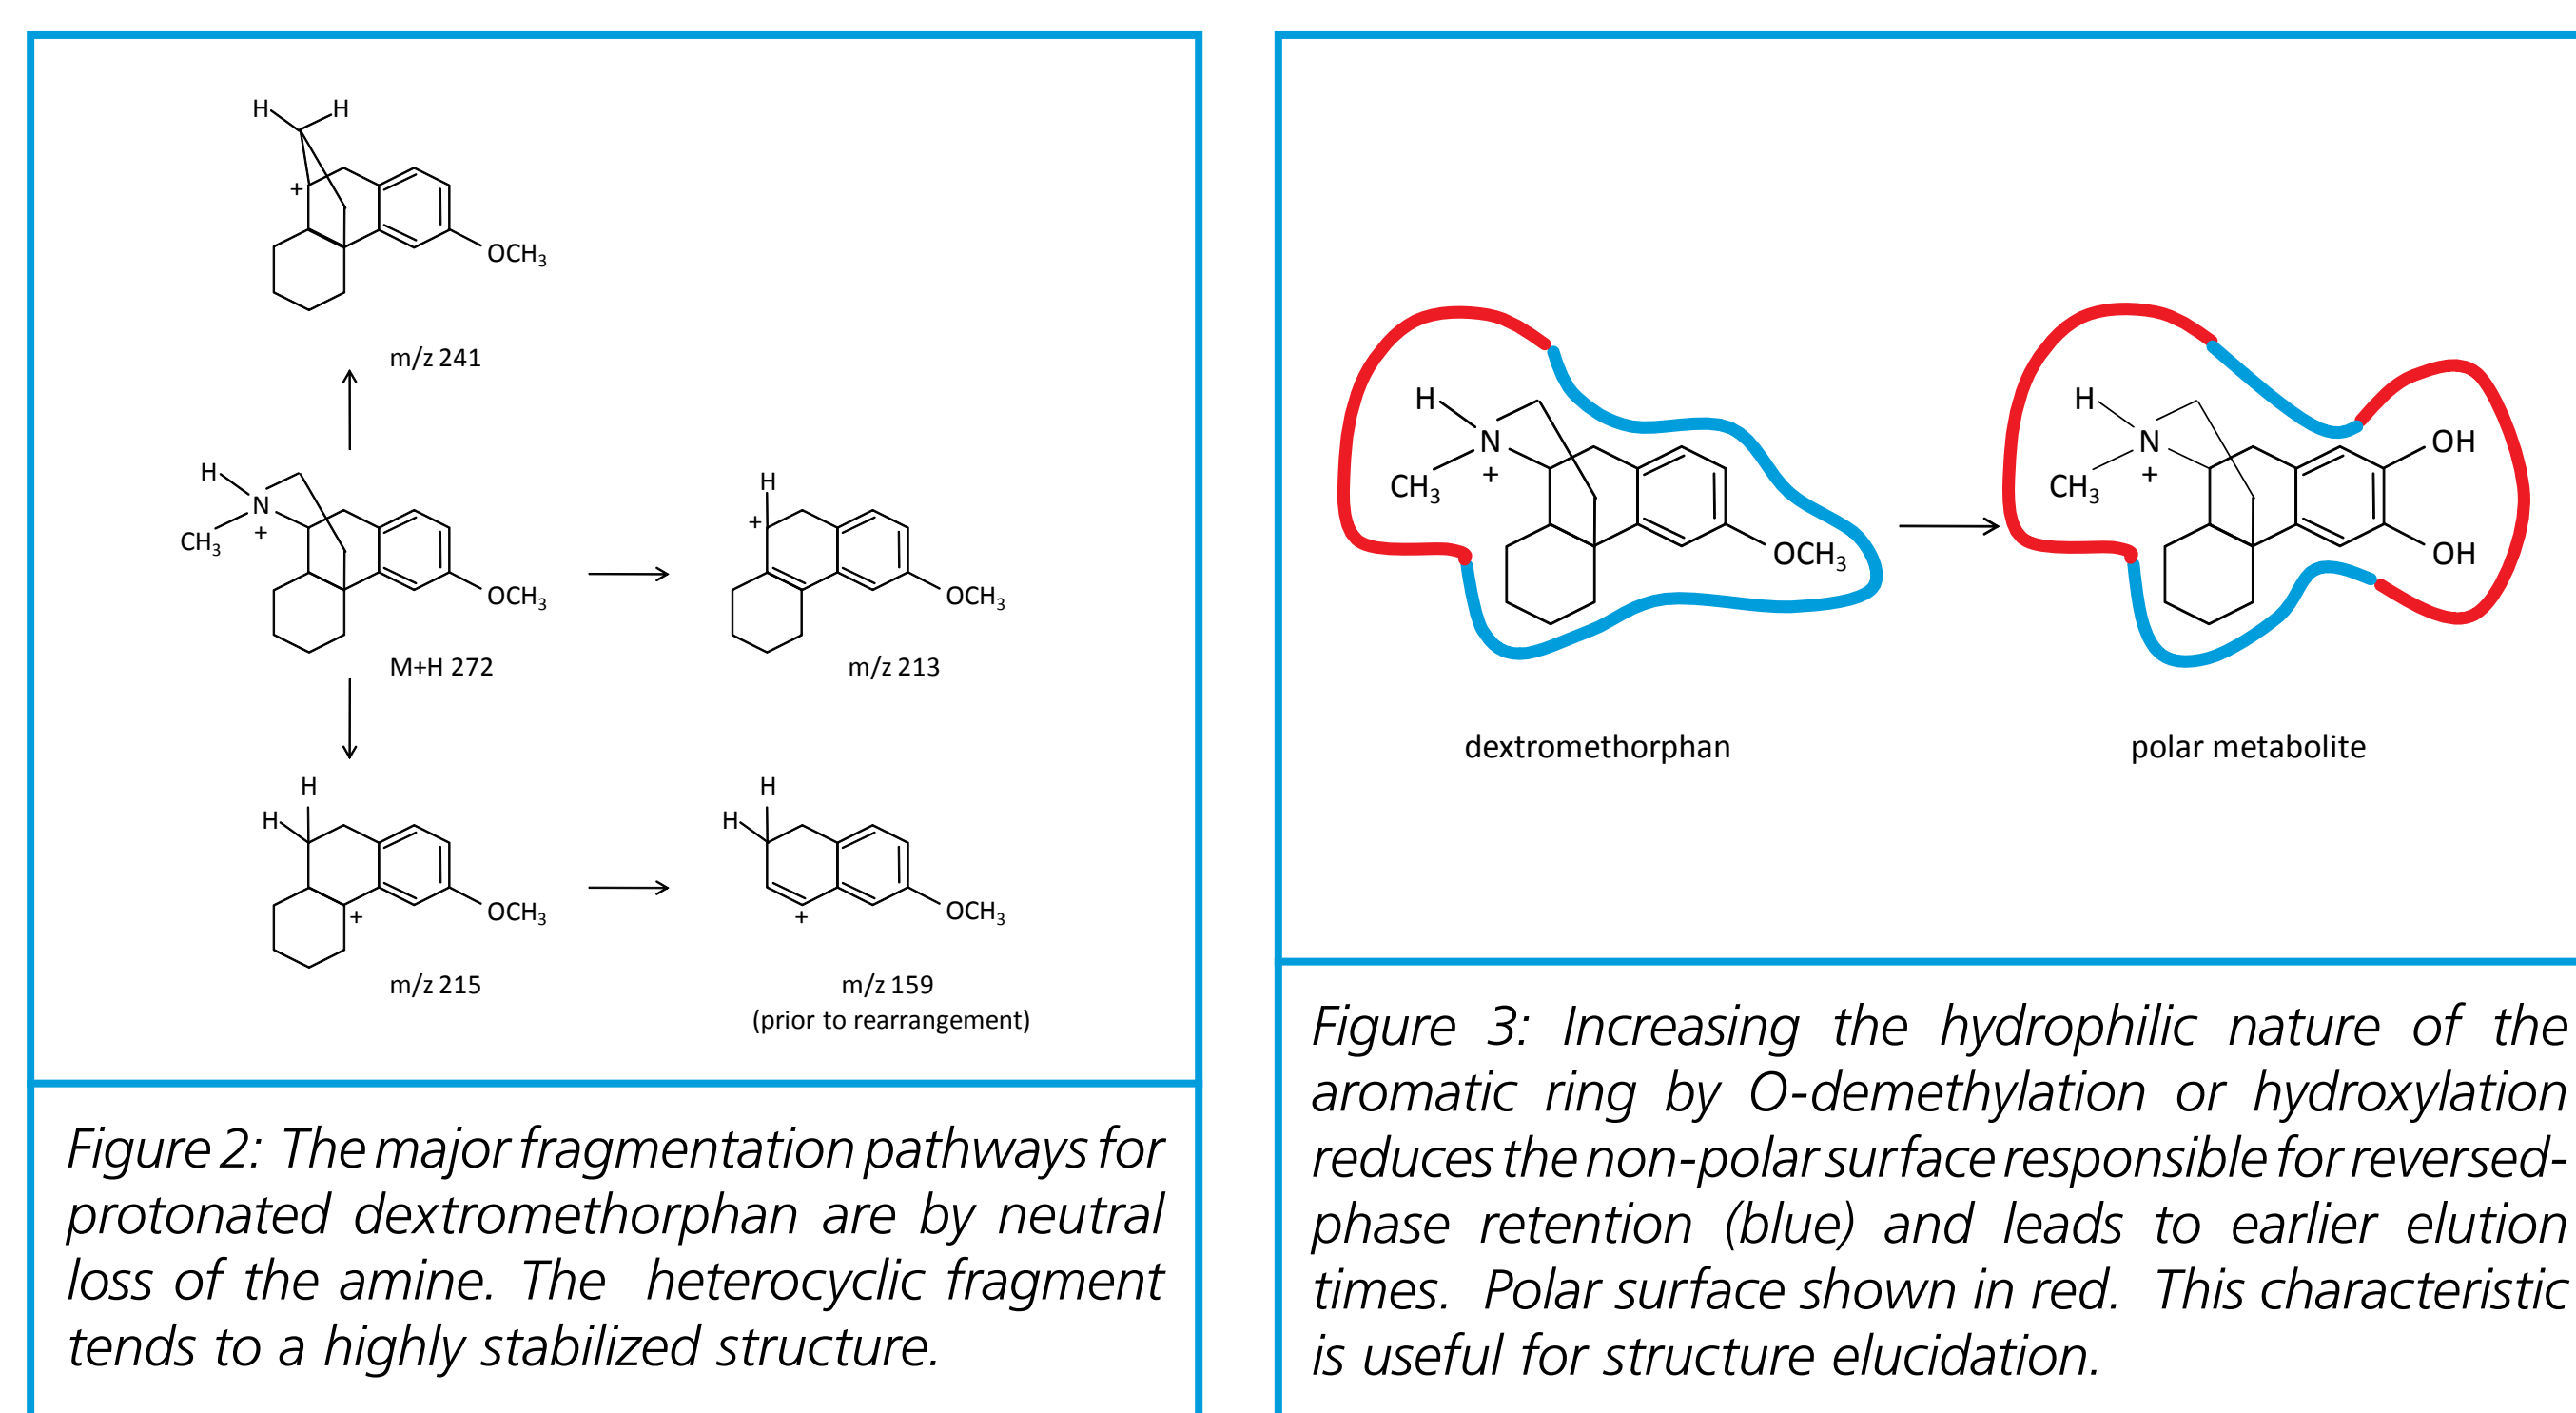 H H
+
OCH3
m/z 241
H
N
+
CH3
OCH3
M+H 272
H
+
OCH3
m/z 213
H
H
+
OCH3
m/z 215
H
H
+
OCH3
m/z 159
(prior to rearrangement)
Figure 2: The major fragmentation pathways for
protonated dextromethorphan are by neutral
loss of the amine. The heterocyclic fragment
tends to a highly stabilized structure.
H
N
+
CH3
OCH3
dextromethorphan
H
N
+
CH3
OH
OH
polar metabolite
Figure 3: Increasing the hydrophilic nature of the
aromatic ring by O-demethylation or hydroxylation
reduces the non-polar surface responsible for reversed-
phase retention (blue) and leads to earlier elution
times. Polar surface shown in red. This characteristic
is useful for structure elucidation.